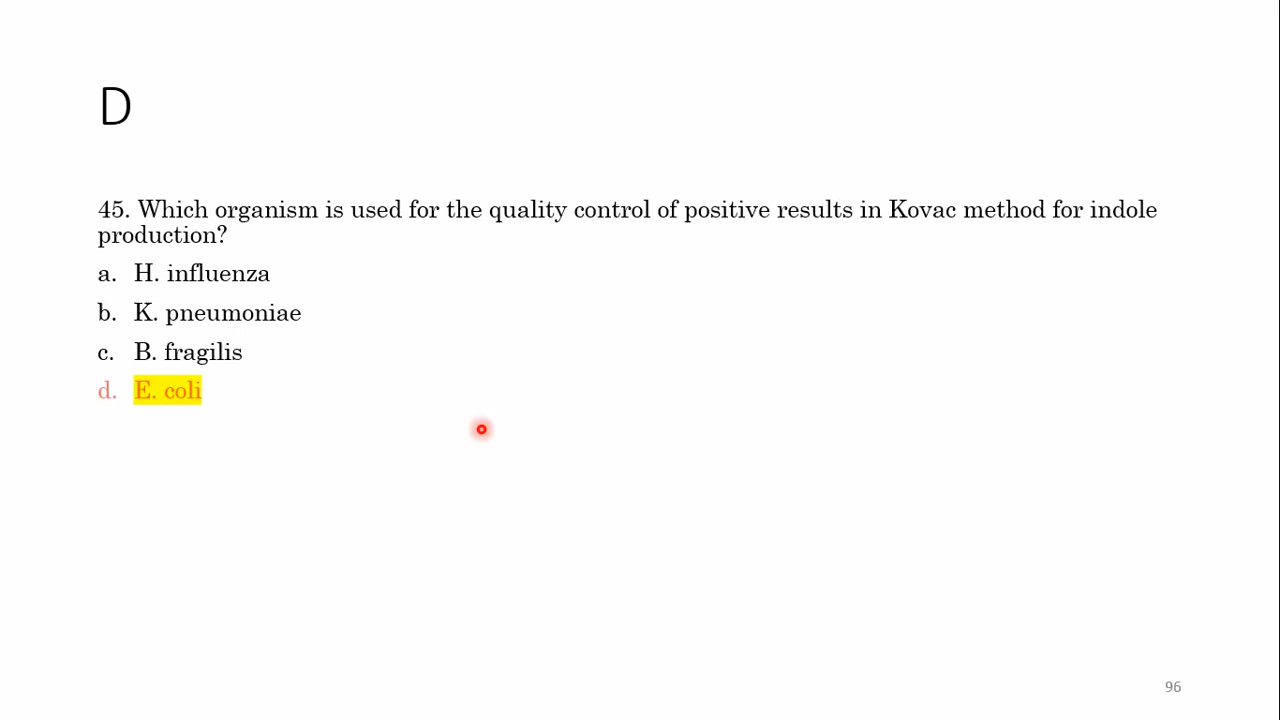 D
45. Which organism is used for the quality control of positive results in Kovac method for indole
production?
a. H. influenza
b. K. pneumoniae
c. B. fragilis
d. E. coli
96